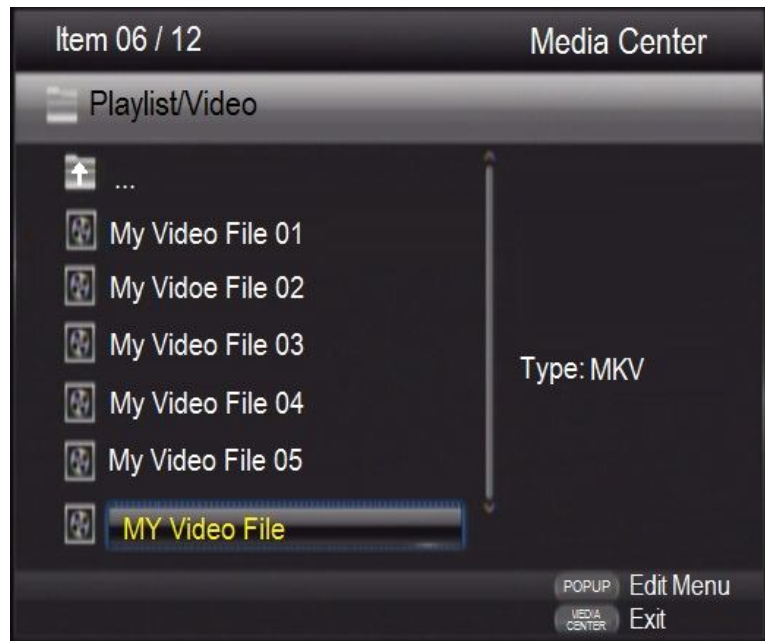 Item 06 / 12 Media Center
Playlist/Video
...
My Video File 01
My Vidoe File 02
My Video File 03
My Video File 04
My Video File 05
MY Video File
Type: MKV
POPUP Edit Menu
MEDIA CENTER Exit